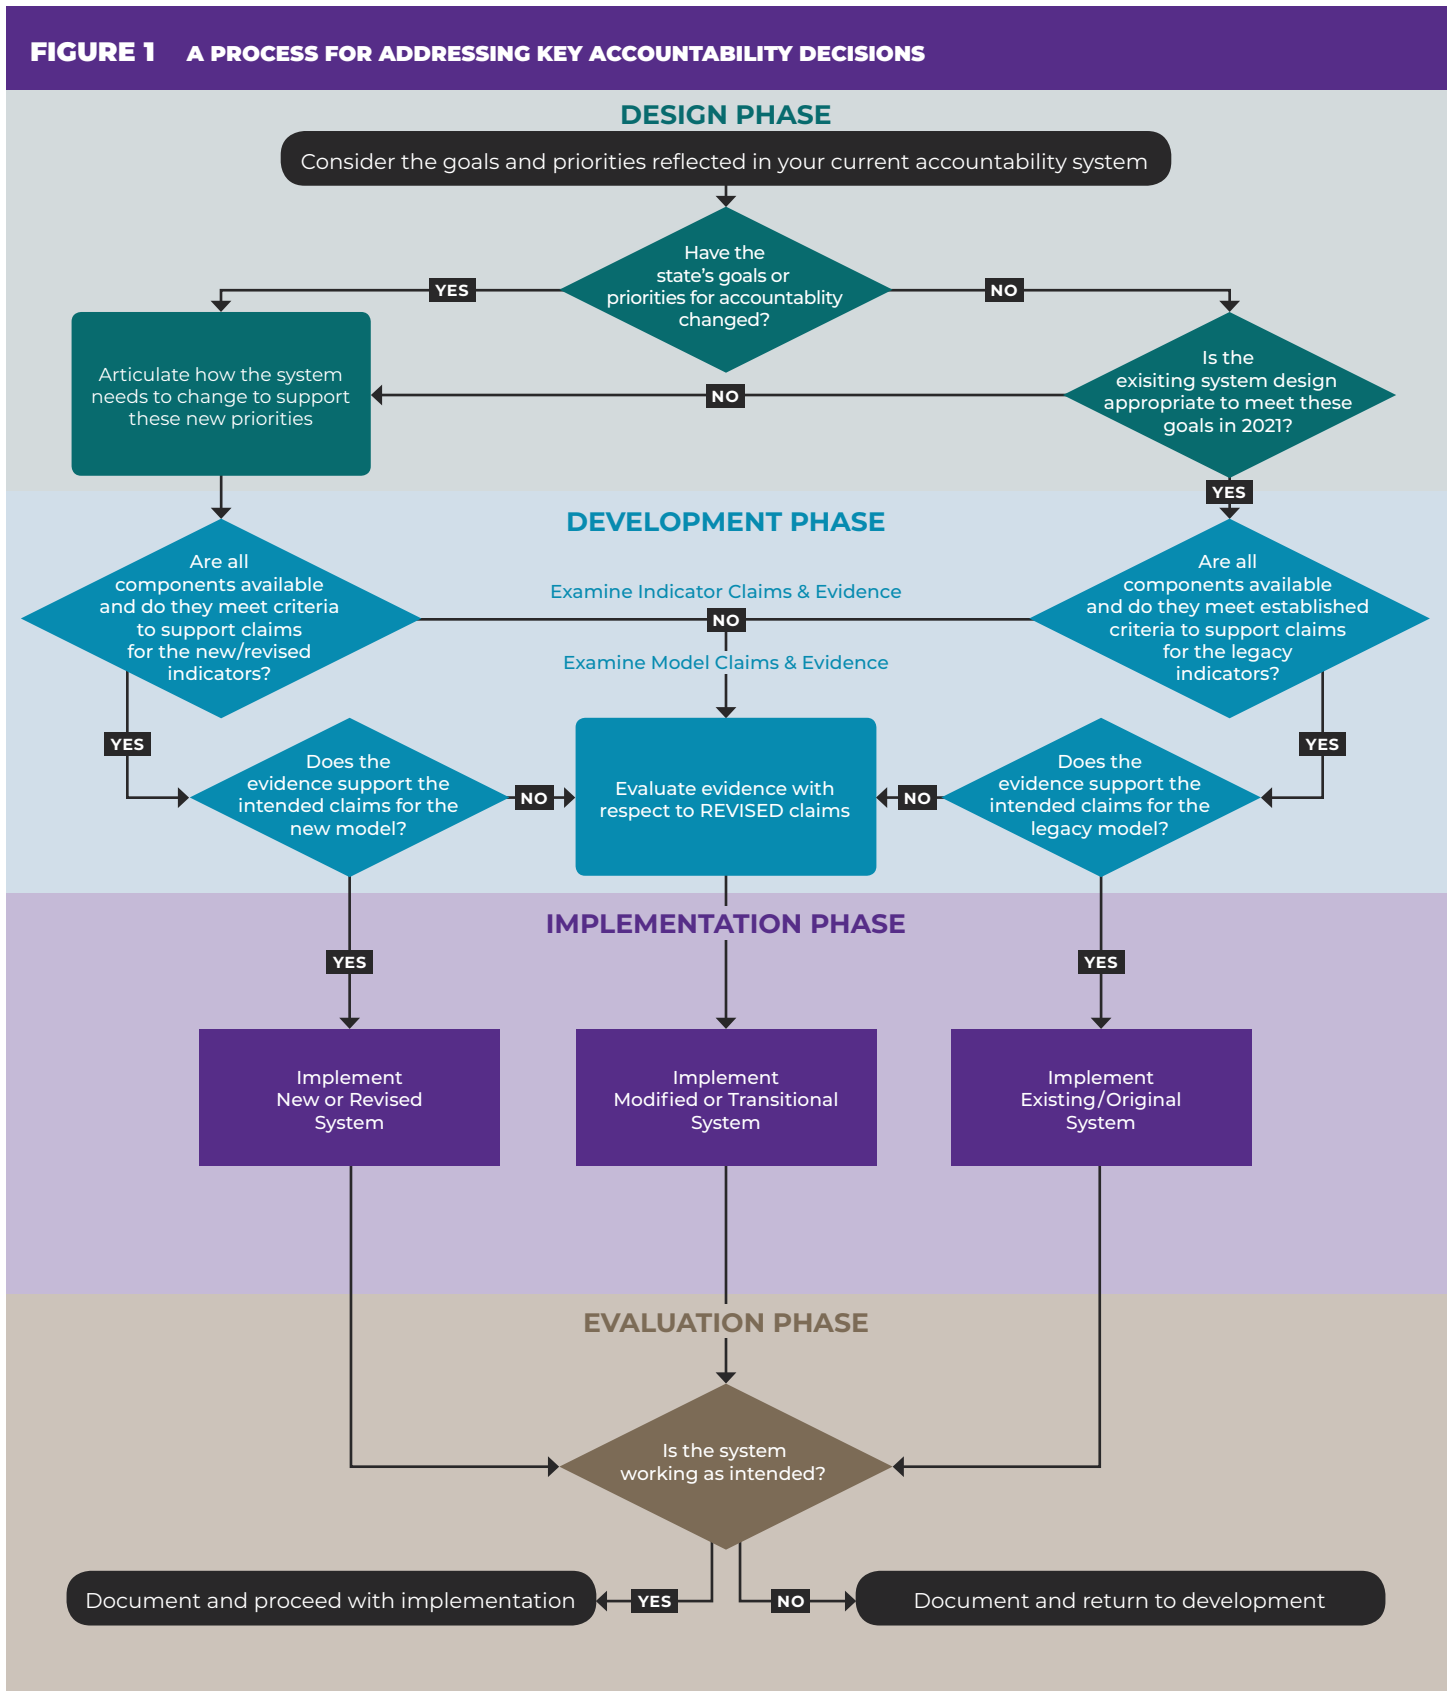 FIGURE 1 A PROCESS FOR ADDRESSING KEY ACCOUNTABILITY DECISIONS
DESIGN PHASE
Consider the goals and priorities reflected in your current accountability system
Have the
state's goals or
priorities for accountablity
changed?
YES
NO
Articulate how the system
needs to change to support
these new priorities
NO
Is the
exisiting system design
appropriate to meet these
goals in 2021?
YES
DEVELOPMENT PHASE
Are all
components available
and do they meet criteria
to support claims
for the new/revised
indicators?
Examine Indicator Claims & Evidence
NO
Examine Model Claims & Evidence
Are all
components available
and do they meet established
criteria to support claims
for the legacy
indicators?
YES
YES
Does the
evidence support the
intended claims for the
new model?
NO
Evaluate evidence with
respect to REVISED claims
NO
Does the
evidence support the
intended claims for the
legacy model?
IMPLEMENTATION PHASE
YES
YES
Implement
New or Revised
System
Implement
Modified or Transitional
System
Implement
Existing/Original
System
EVALUATION PHASE
Is the system
working as intended?
Document and proceed with implementation
YES
NO
Document and return to development